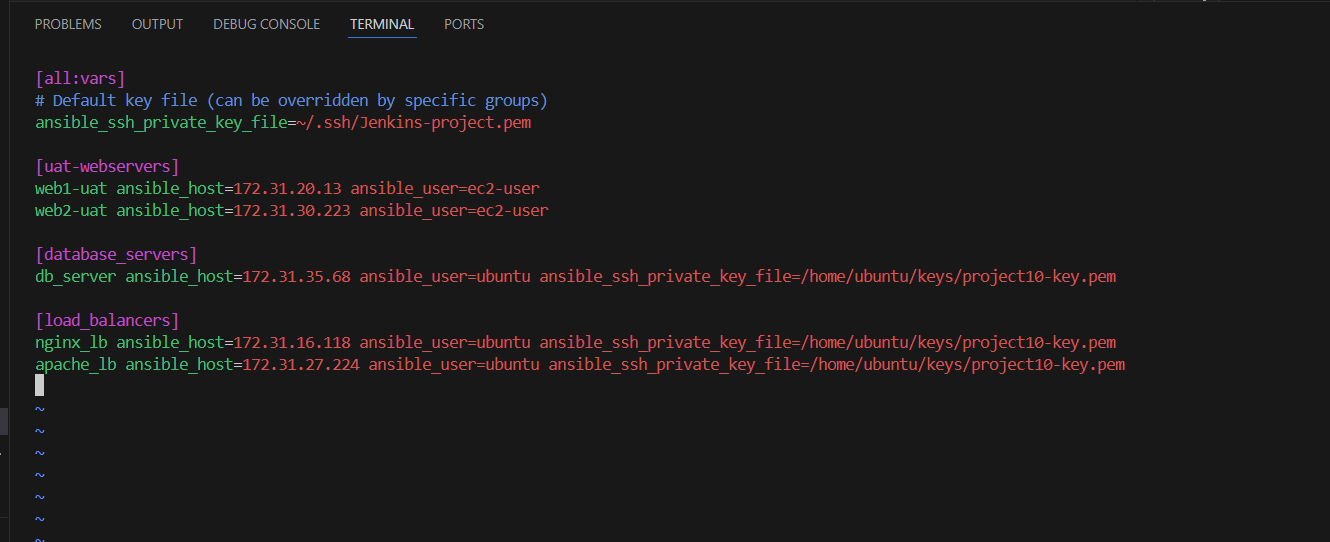 PROBLEMS OUTPUT DEBUG CONSOLE TERMINAL PORTS
[all:vars]
# Default key file (can be overridden by specific groups)
ansible_ssh_private_key_file=~/.ssh/Jenkins-project.pem
[uat-webservers]
web1-uat ansible_host=172.31.20.13 ansible_user=ec2-user
web2-uat ansible_host=172.31.30.223 ansible_user=ec2-user
[database_servers]
db_server ansible_host=172.31.35.68 ansible_user=ubuntu ansible_ssh_private_key_file=/home/ubuntu/keys/project10-key.pem
[load_balancers]
nginx_lb ansible_host=172.31.16.118 ansible_user=ubuntu ansible_ssh_private_key_file=/home/ubuntu/keys/project10-key.pem
apache_lb ansible_host=172.31.27.224 ansible_user=ubuntu ansible_ssh_private_key_file=/home/ubuntu/keys/project10-key.pem
~
~
~
~
~
~
~